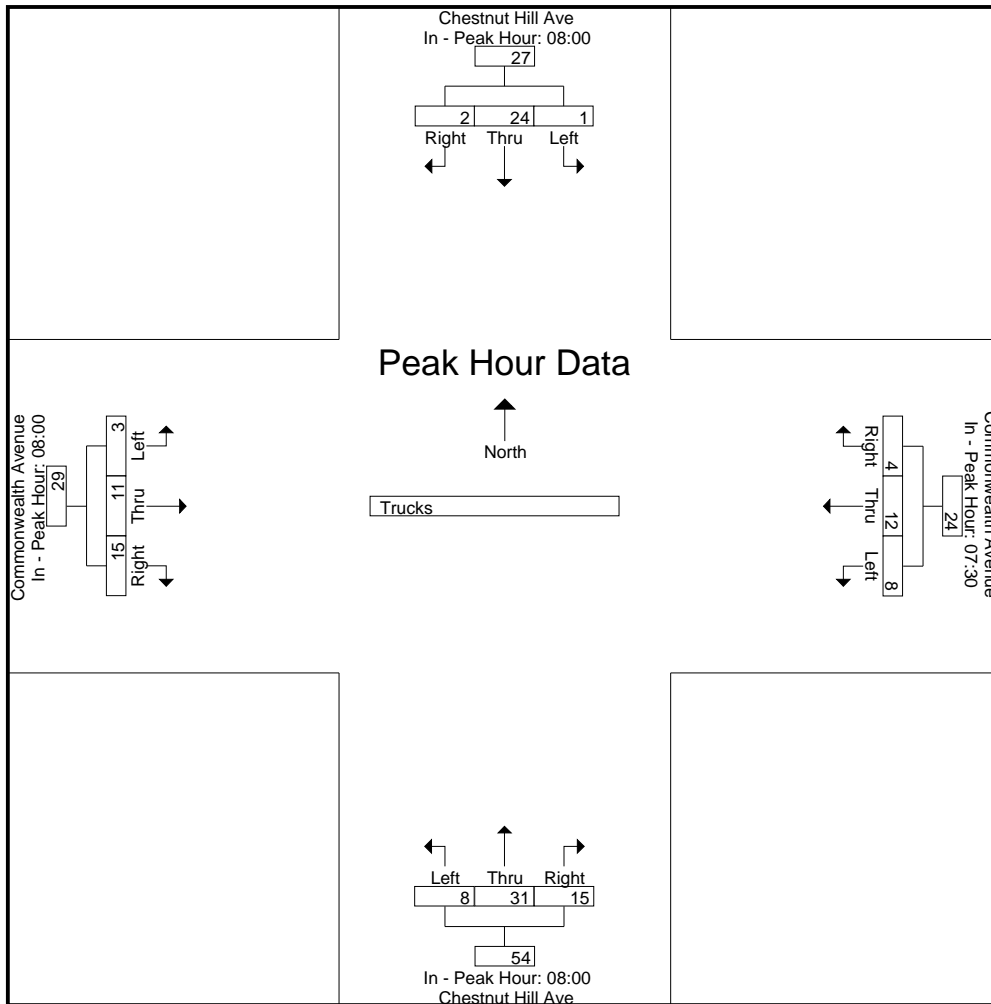 Chestnut Hill Ave
In - Peak Hour: 08:00
27
2 24 1
Right Thru Left
Peak Hour Data
North
Trucks
Commonwealth Avenue
In - Peak Hour: 08:00
29
3 11 15
Left Thru Right
Commonwealth Avenue
In - Peak Hour: 07:30
24
4 12 8
Right Thru Left
Left Thru Right
8 31 15
54
In - Peak Hour: 08:00
Chestnut Hill Ave